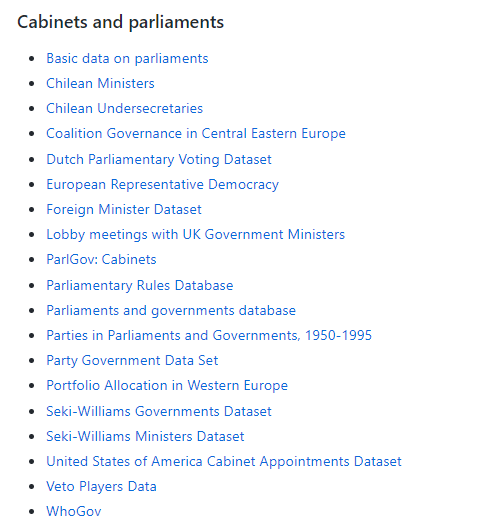 Cabinets and parliaments
Basic data on parliaments
Chilean Ministers
Chilean Undersecretaries
Coalition Governance in Central Eastern Europe
Dutch Parliamentary Voting Dataset
European Representative Democracy
Foreign Minister Dataset
Lobby meetings with UK Government Ministers
ParlGov: Cabinets
Parliamentary Rules Database
Parliaments and governments database
Parties in Parliaments and Governments, 1950-1995
Party Government Data Set
Portfolio Allocation in Western Europe
Seki-Williams Governments Dataset
Seki-Williams Ministers Dataset
United States of America Cabinet Appointments Dataset
Veto Players Data
WhoGov